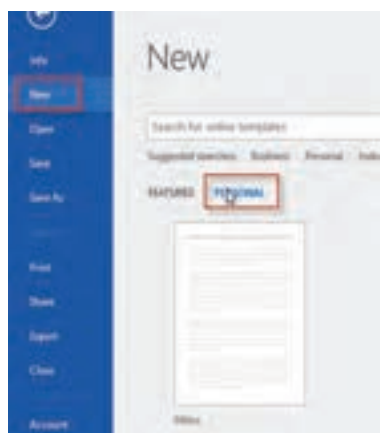 Info
New
Open
Save
Save As
Print
Share
Export
Close
Account
New
Search for online templates
Suggested searches: Business Personal
FEATURED PERSONAL